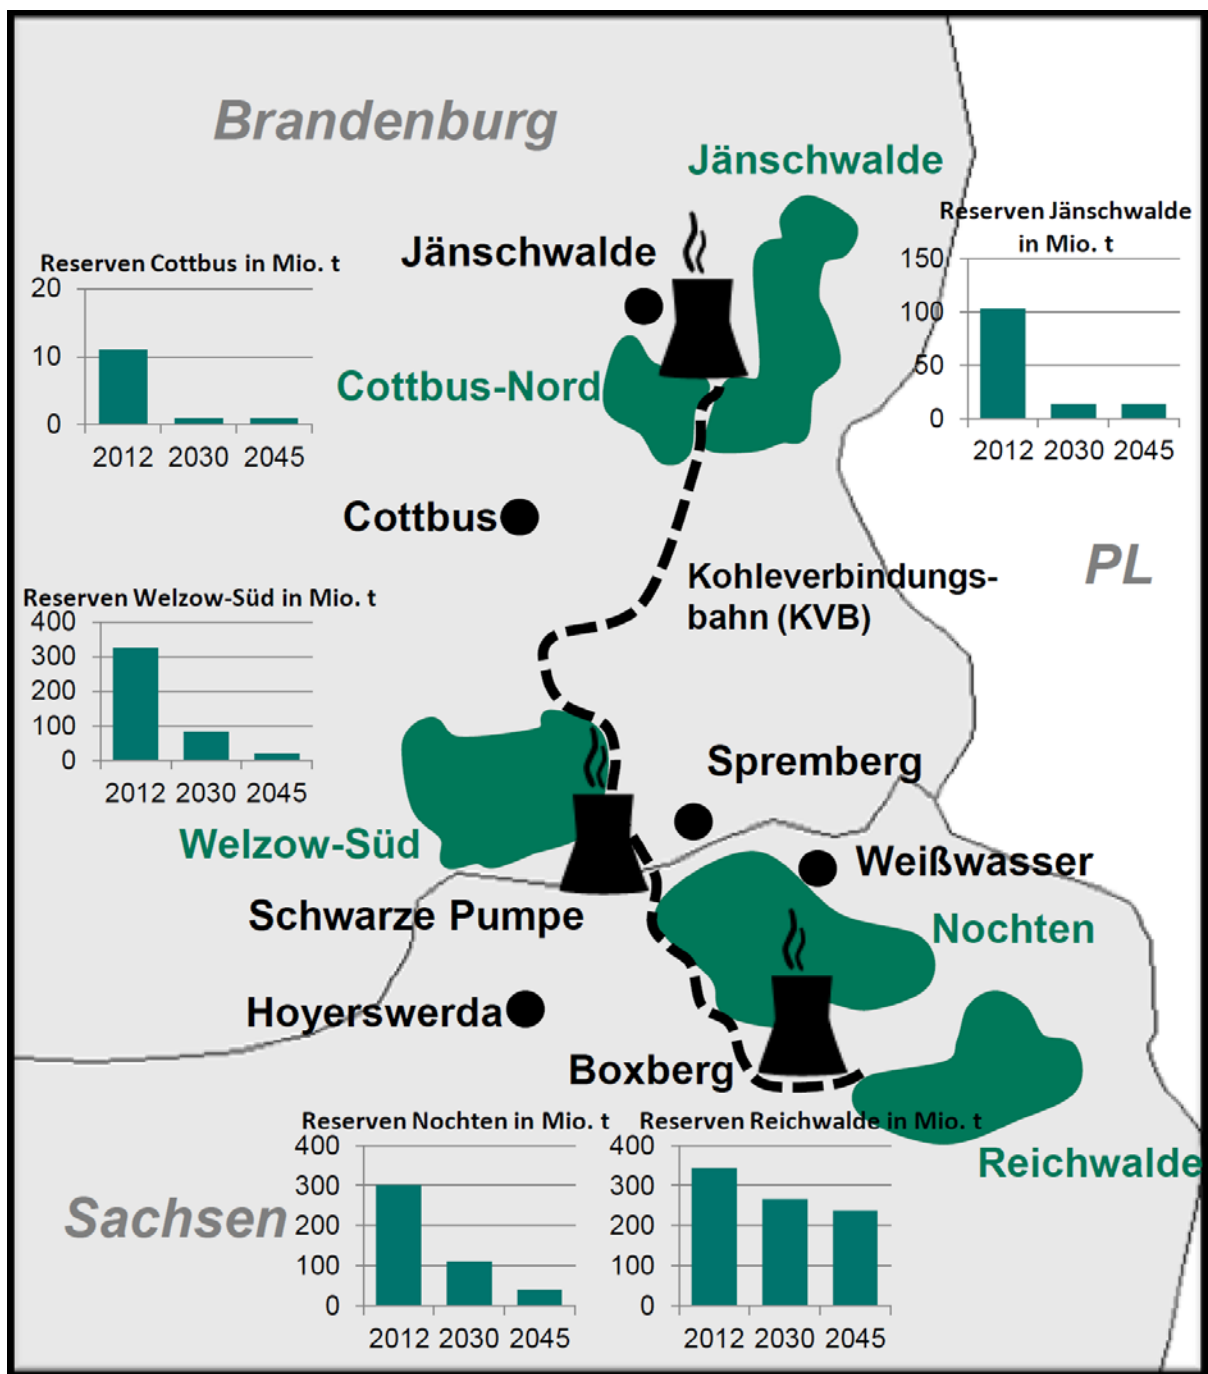 Brandenburg
Jänschwalde
Reserven Jänschwalde
in Mio. t
150
100
50
0
2012 2030 2045
Jänschwalde
Reserven Cottbus in Mio. t
20
10
0
2012 2030 2045
Cottbus-Nord
Cottbus
Kohleverbindungs-
bahn (KVB)
PL
Reserven Welzow-Süd in Mio. t
400
300
200
100
0
2012 2030 2045
Spremberg
Welzow-Süd
Weißwasser
Schwarze Pumpe
Nochten
Hoyerswerda
Boxberg
Reichwalde
Sachsen
Reserven Nochten in Mio. t
400
300
200
100
0
2012 2030 2045
Reserven Reichwalde in Mio. t
400
300
200
100
0
2012 2030 2045